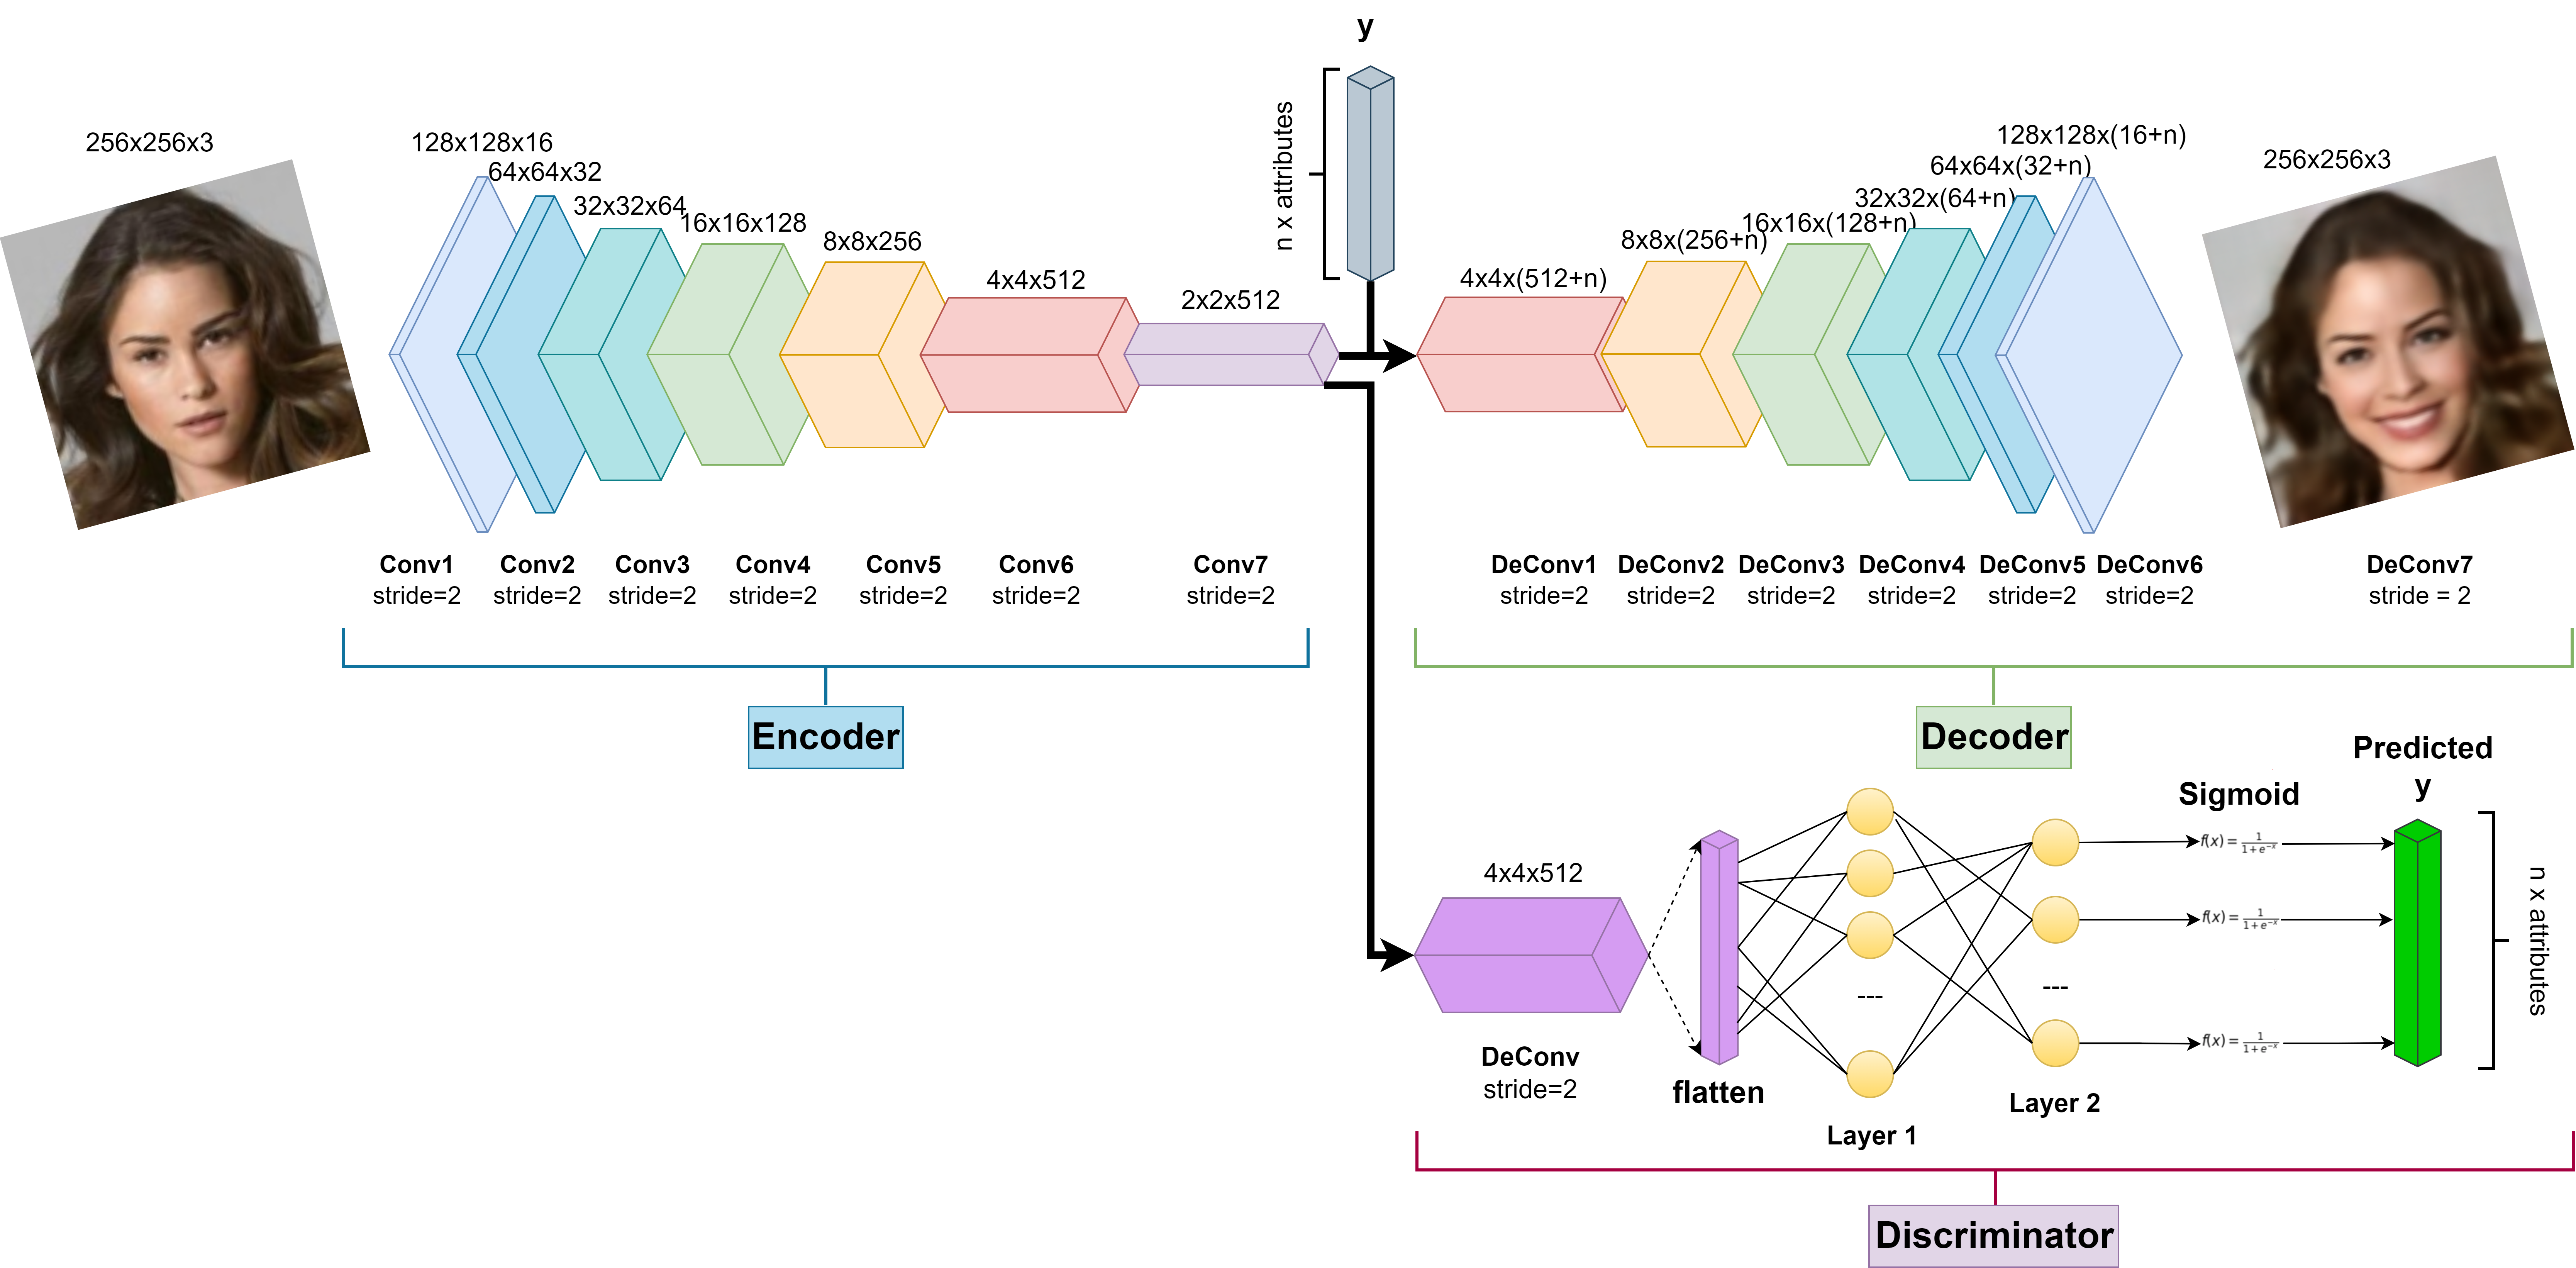 y
n x attributes
256x256x3
128x128x16
64x64x32
32x32x64
16x16x128
8x8x256
4x4x512
2x2x512
4x4x(512+n)
8x8x(256+n)
16x16x(128+n)
32x32x(64+n)
64x64x(32+n)
128x128x(16+n)
256x256x3
Conv1
stride=2
Conv2
stride=2
Conv3
stride=2
Conv4
stride=2
Conv5
stride=2
Conv6
stride=2
Conv7
stride=2
DeConv1
stride=2
DeConv2
stride=2
DeConv3
stride=2
DeConv4
stride=2
DeConv5
stride=2
DeConv6
stride=2
DeConv7
stride = 2
Encoder
Decoder
4x4x512
DeConv
stride=2
flatten
---
Layer 1
---
Layer 2
Sigmoid
f(x) = 1/(1+e^-x)
f(x) = 1/(1+e^-x)
f(x) = 1/(1+e^-x)
Predicted
y
n x attributes
Discriminator